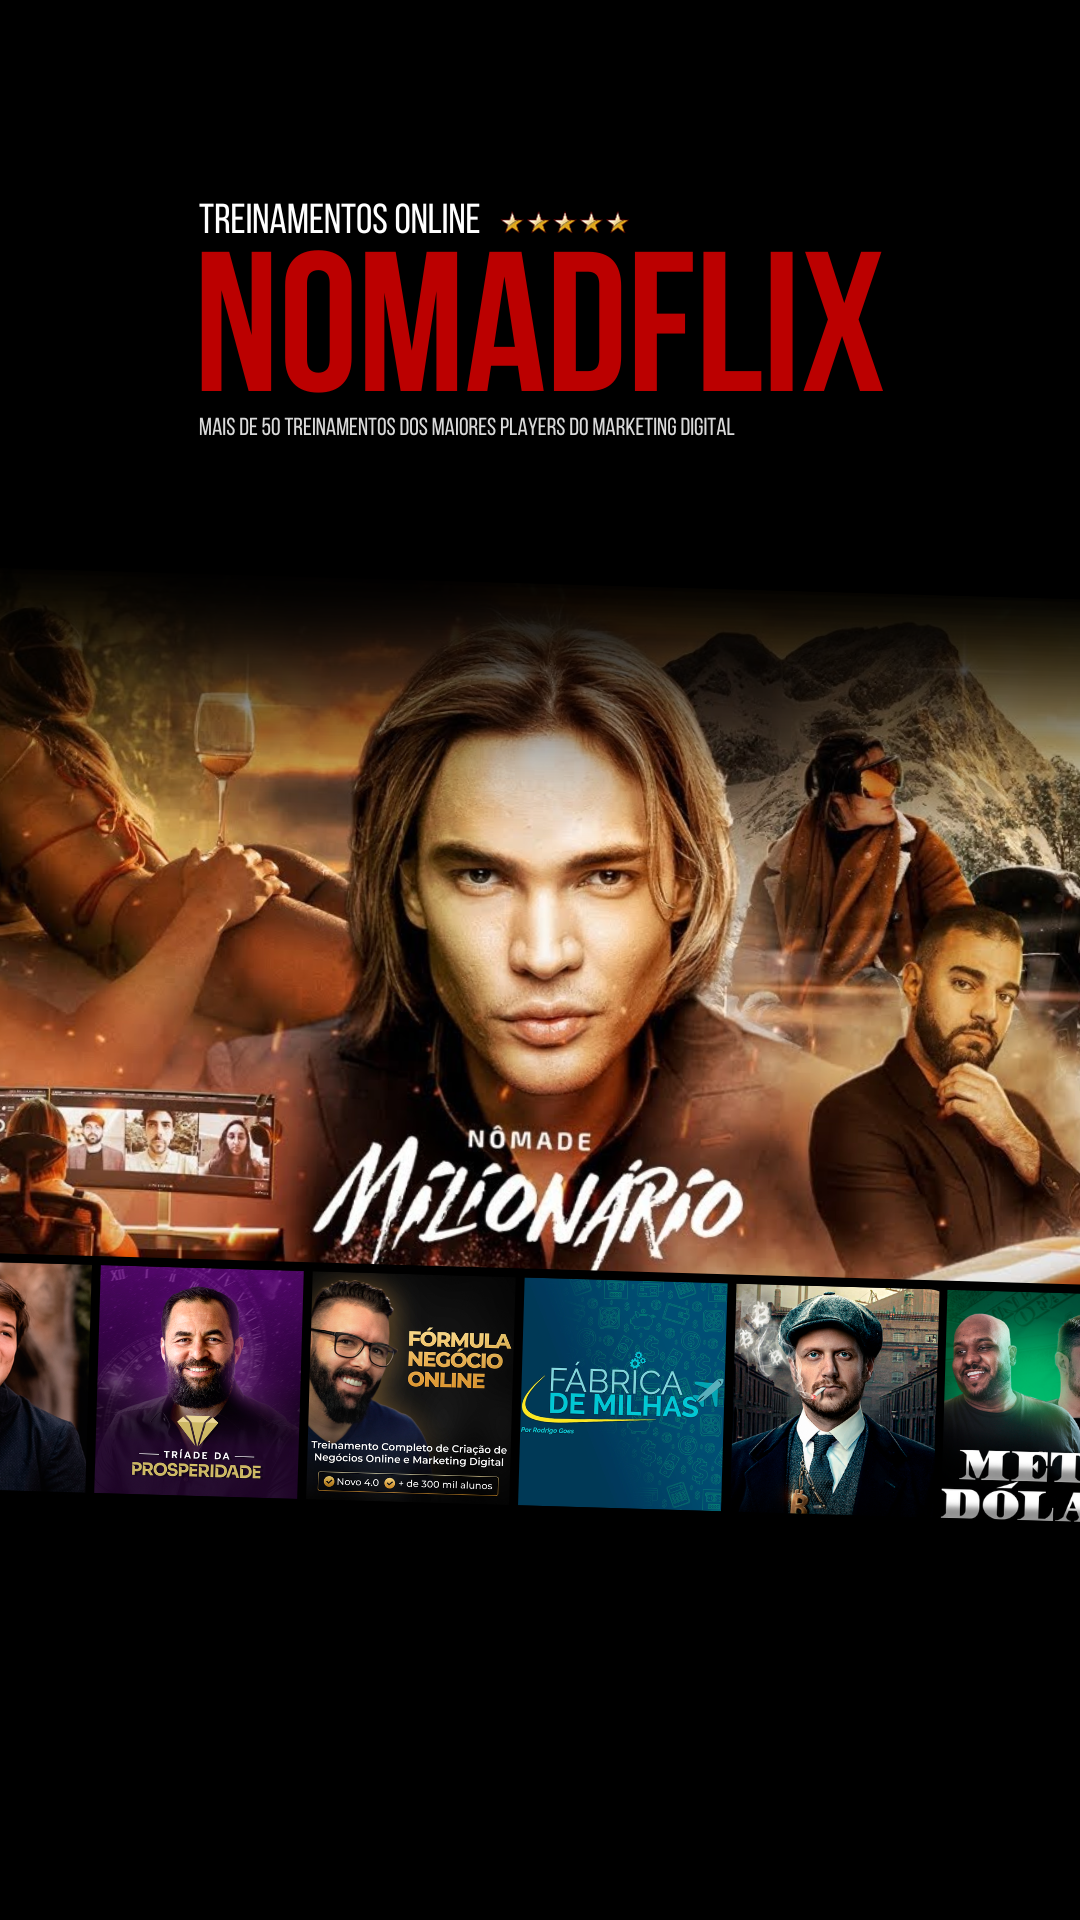 TREINAMENTOS ONLINE
NOMADFLIX
MAIS DE 50 TREINAMENTOS DOS MAIORES PLAYERS DO MARKETING DIGITAL
NÔMADE
MILIONÁRIO
TRÍADE DA
PROSPERIDADE
FÓRMULA
NEGÓCIO
ONLINE
Treinamento Completo de Criação de
Negócios Online e Marketing Digital
Novo 4.0 + de 300 mil alunos
FÁBRICA
DE MILHAS
Por Rodrigo Goes
MET
DÓLA